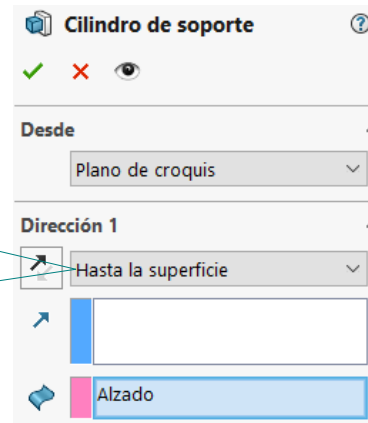 Cilindro de soporte
Desde
Plano de croquis
Dirección 1
Hasta la superficie
Alzado